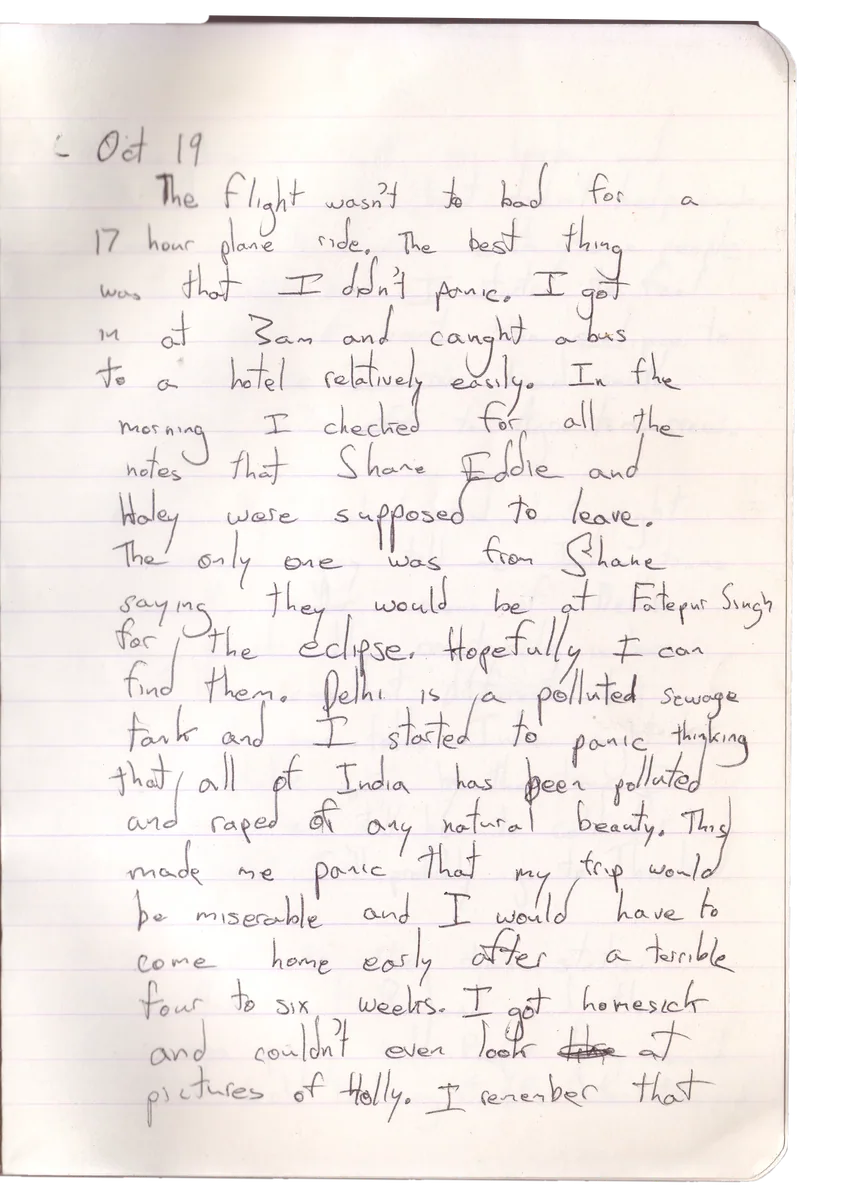 - Oct 19
The flight wasn't to bad for a
17 hour plane ride. The best thing
was that I didn't panic. I got
in at 3am and caught a bus
to a hotel relatively easily. In the
morning I checked for all the
notes that Shane Eddie and
Haley were supposed to leave.
The only one was from Shane
saying they would be at Fatepur Singh
for the eclipse. Hopefully I can
find them. Delhi is a polluted sewage
tank and I started to panic thinking
that all of India has been polluted
and raped of any natural beauty. This
made me panic that my trip would
be miserable and I would have to
come home early after a terrible
four to six weeks. I got homesick
and couldn't even look at
pictures of Holly. I remember that